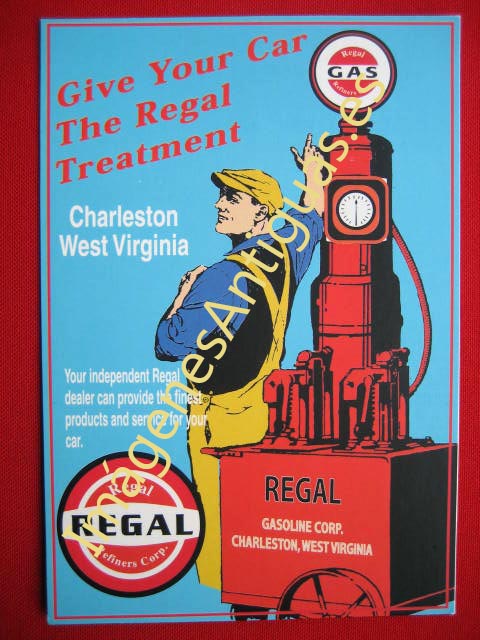 Give Your Car
The Regal
Treatment
Regal
GAS
Refiners
Charleston
West Virginia
Your independent Regal
dealer can provide the finest
products and service for your
car.
Regal
REGAL
Refiners Corp.
REGAL
GASOLINE CORP.
CHARLESTON, WEST VIRGINIA
ImágenesAntiguas.es